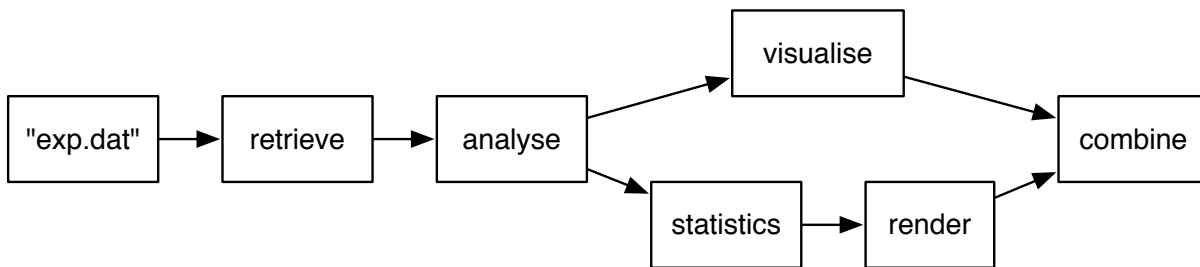 "exp.dat"
retrieve
analyse
visualise
statistics
render
combine